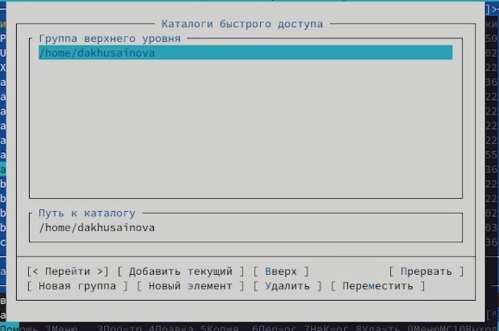 Каталоги быстрого доступа
Группа верхнего уровня
/home/dakhusainova
Путь к каталогу
/home/dakhusainova
[< Перейти >] [ Добавить текущий ] [ Вверх ] [ Прервать ]
[ Новая группа ] [ Новый элемент ] [ Удалить ] [ Переместить ]